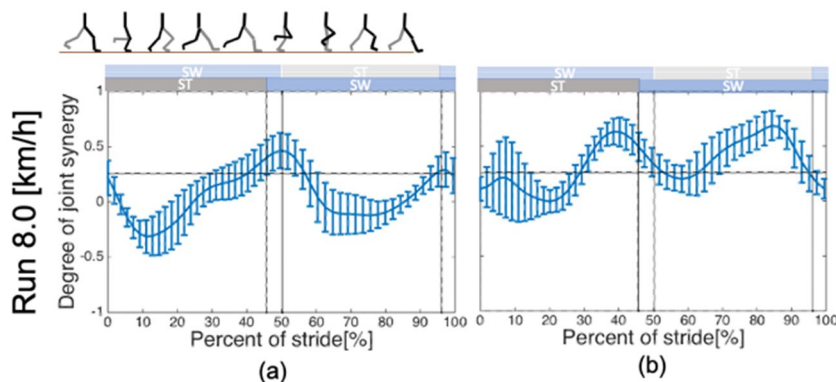 SW ST
ST SW
SW ST
ST SW
Run 8.0 [km/h]
Degree of joint synergy
1
0.5
0
-0.5
-1
0 10 20 30 40 50 60 70 80 90 100
Percent of stride[%]
(a)
0 10 20 30 40 50 60 70 80 90 100
Percent of stride[%]
(b)